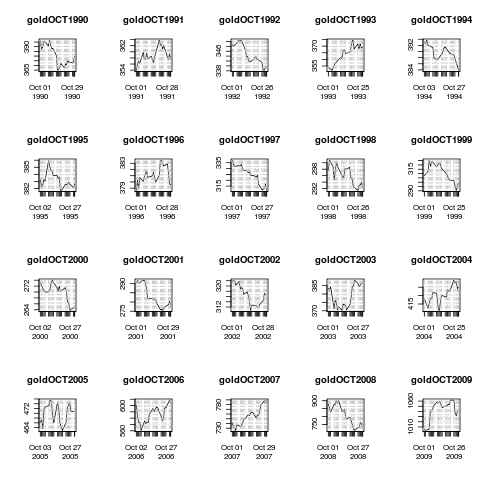 goldOCT1990 goldOCT1991 goldOCT1992 goldOCT1993 goldOCT1994
390 362 346 370 392
365 354 338 355 384
Oct 01 Oct 29 Oct 01 Oct 28 Oct 01 Oct 26 Oct 01 Oct 25 Oct 03 Oct 27
1990 1990 1991 1991 1992 1992 1993 1993 1994 1994
goldOCT1995 goldOCT1996 goldOCT1997 goldOCT1998 goldOCT1999
385 383 335 298 315
382 379 315 292 290
Oct 02 Oct 27 Oct 01 Oct 28 Oct 01 Oct 27 Oct 01 Oct 26 Oct 01 Oct 25
1995 1995 1996 1996 1997 1997 1998 1998 1999 1999
goldOCT2000 goldOCT2001 goldOCT2002 goldOCT2003 goldOCT2004
272 290 320 385 415
264 275 312 370
Oct 02 Oct 27 Oct 01 Oct 29 Oct 01 Oct 28 Oct 01 Oct 27 Oct 01 Oct 25
2000 2000 2001 2001 2002 2002 2003 2003 2004 2004
goldOCT2005 goldOCT2006 goldOCT2007 goldOCT2008 goldOCT2009
472 600 780 900 1060
464 560 730 750 1010
Oct 03 Oct 27 Oct 02 Oct 27 Oct 01 Oct 29 Oct 01 Oct 27 Oct 01 Oct 26
2005 2005 2006 2006 2007 2007 2008 2008 2009 2009